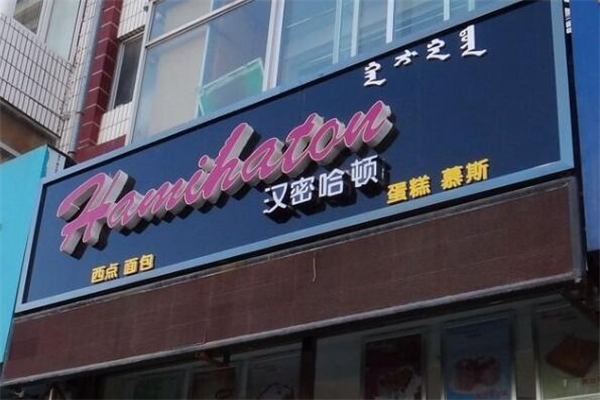 Hamihaton
汉密哈顿
西点 面包
蛋糕 慕斯